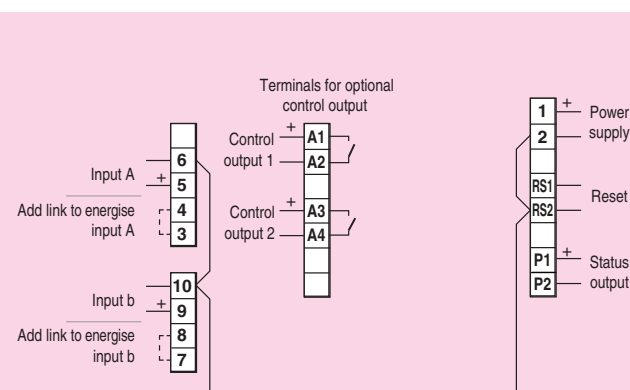 Terminals for optional
control output
Control
output 1
+
A1
A2
Control
output 2
+
A3
A4
Input A
+
6
5
Add link to energise
input A
4
3
Input b
+
10
9
Add link to energise
input b
8
7
1
2
+
Power
supply
RS1
RS2
Reset
P1
P2
+
Status
output